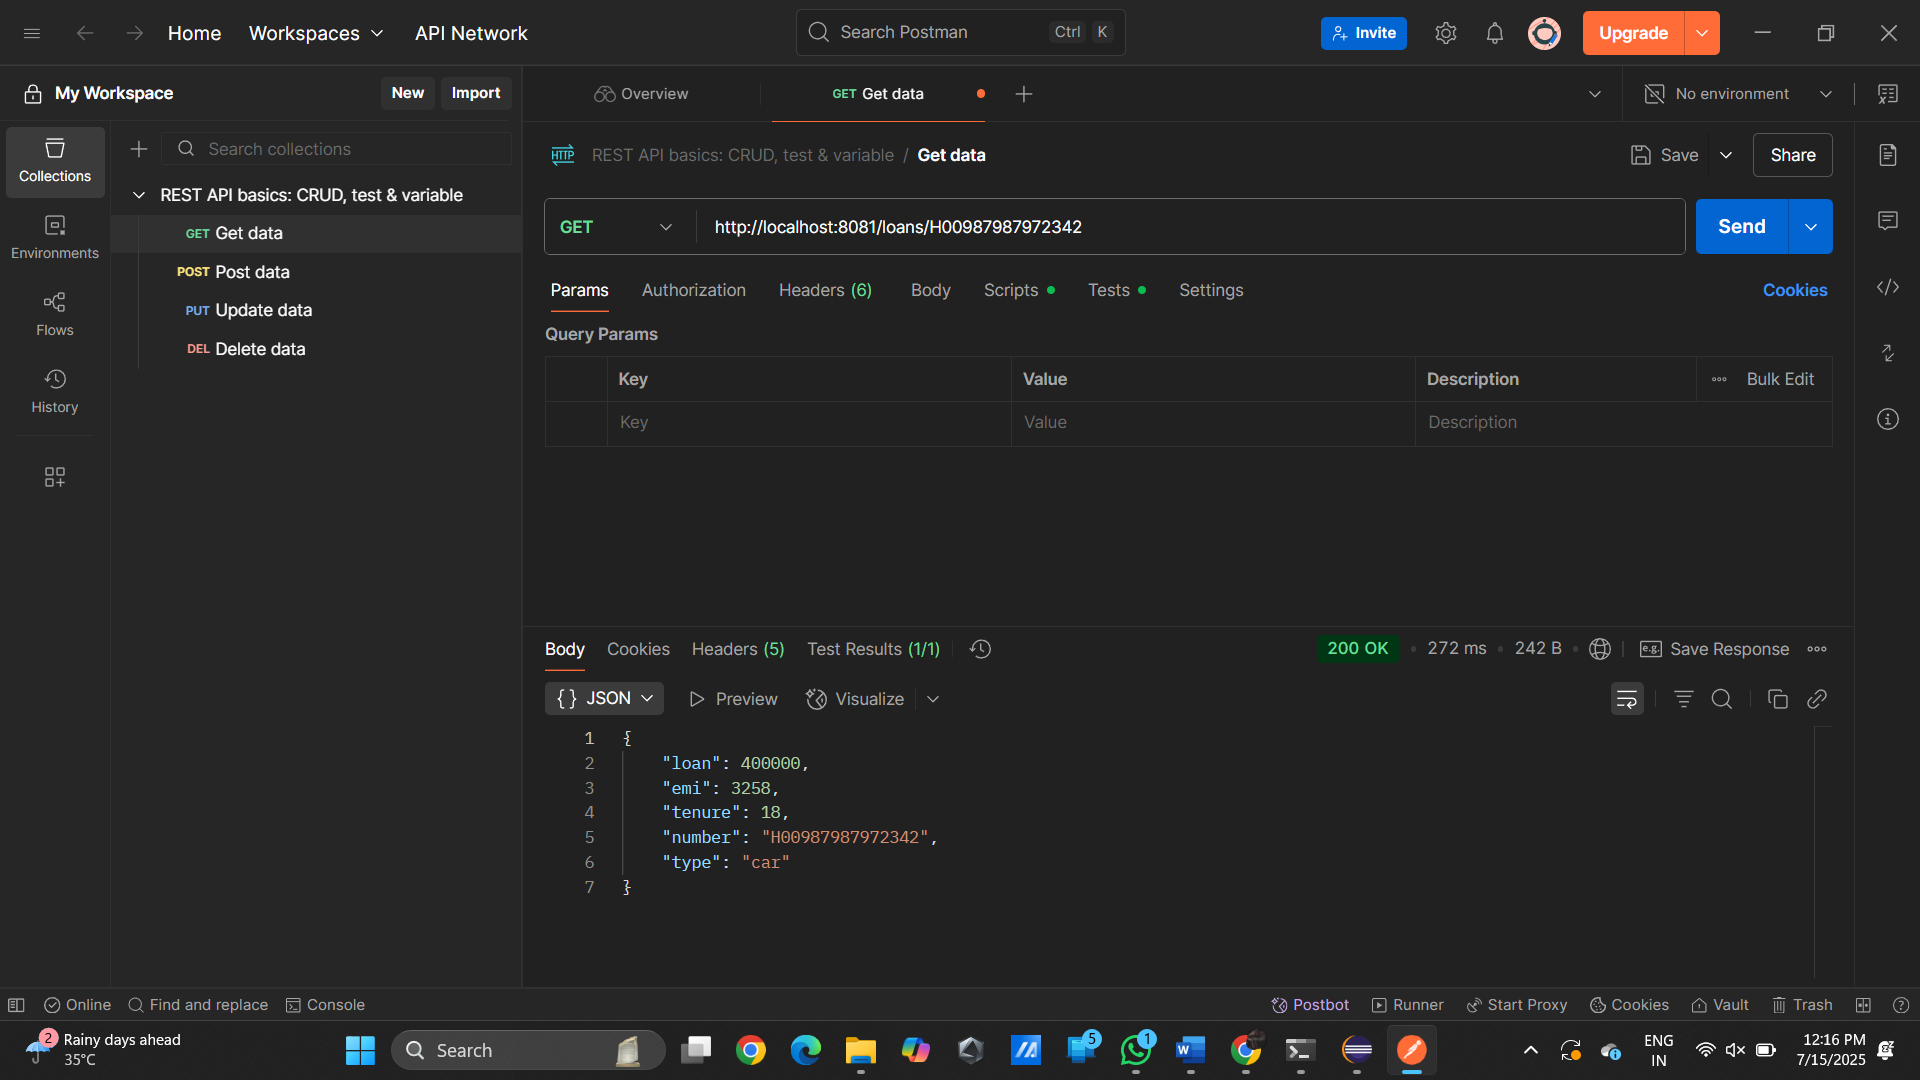 Home Workspaces API Network Search Postman Ctrl K Invite Upgrade
My Workspace New Import Overview GET Get data No environment
Collections
Environments
Flows
History
Search collections
REST API basics: CRUD, test & variable
GET Get data
POST Post data
PUT Update data
DEL Delete data
HTTP REST API basics: CRUD, test & variable / Get data Save Share
GET http://localhost:8081/loans/H00987987972342 Send
Params Authorization Headers (6) Body Scripts Tests Settings Cookies
Query Params
Key Value Description Bulk Edit
Key Value Description
Body Cookies Headers (5) Test Results (1/1) 200 OK 272 ms 242 B e.g. Save Response
{} JSON Preview Visualize
1 {
2 "loan": 400000,
3 "emi": 3258,
4 "tenure": 18,
5 "number": "H00987987972342",
6 "type": "car"
7 }
Online Find and replace Console Postbot Runner Start Proxy Cookies Vault Trash
2 Rainy days ahead
35°C
Search 5 1
ENG
IN
12:16 PM
7/15/2025